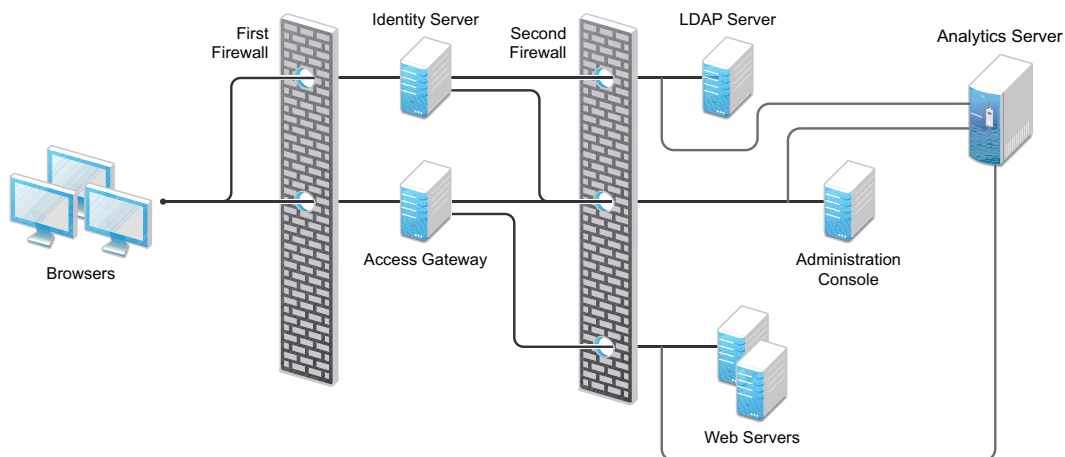 Identity Server
LDAP Server
First
Firewall
Second
Firewall
Analytics Server
Browsers
Access Gateway
Administration
Console
Web Servers